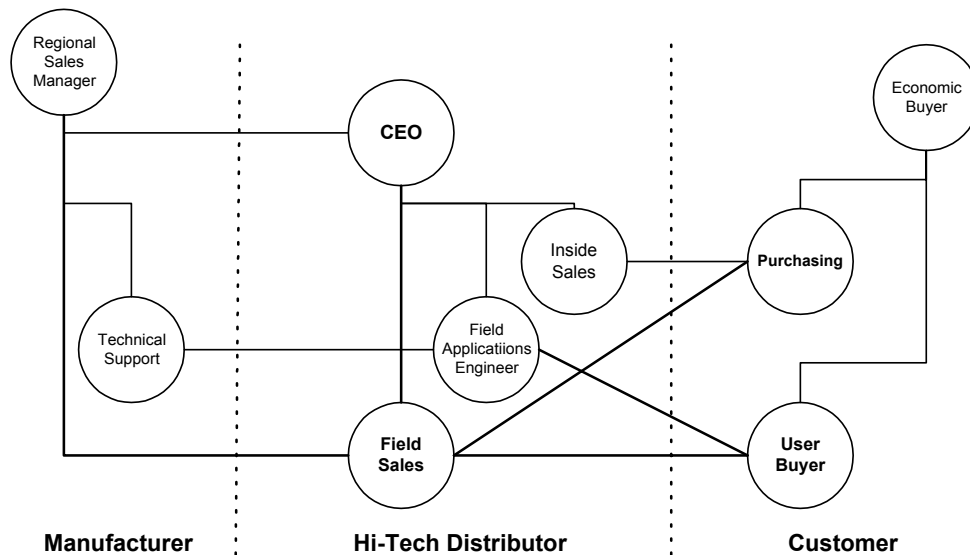 Regional
Sales
Manager
CEO
Economic
Buyer
Inside
Sales
Purchasing
Technical
Support
Field
Applicatiions
Engineer
Field
Sales
User
Buyer
Manufacturer
Hi-Tech Distributor
Customer